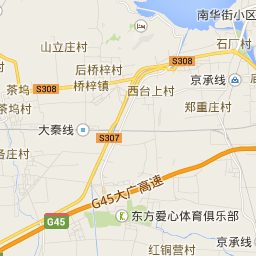 南华街小区
石厂村
山立庄村
S308
后桥梓村
京承线
茶坞
S308
桥梓镇
西台上村
茶坞村
郑重庄村
大秦线
S307
各庄村
G45大广高速
东方爱心体育俱乐部
G45
京承线
红铜营村